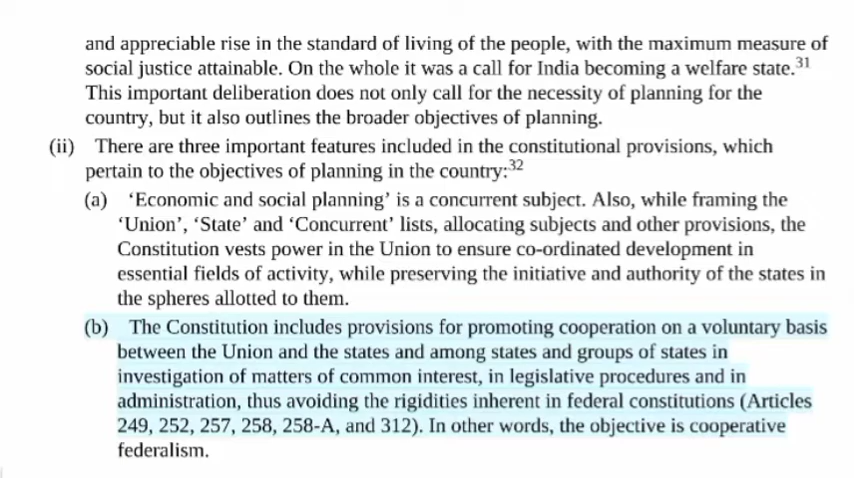 and appreciable rise in the standard of living of the people, with the maximum measure of
social justice attainable. On the whole it was a call for India becoming a welfare state.31
This important deliberation does not only call for the necessity of planning for the
country, but it also outlines the broader objectives of planning.
(ii) There are three important features included in the constitutional provisions, which
pertain to the objectives of planning in the country:32
(a) ‘Economic and social planning’ is a concurrent subject. Also, while framing the
‘Union’, ‘State’ and ‘Concurrent’ lists, allocating subjects and other provisions, the
Constitution vests power in the Union to ensure co-ordinated development in
essential fields of activity, while preserving the initiative and authority of the states in
the spheres allotted to them.
(b) The Constitution includes provisions for promoting cooperation on a voluntary basis
between the Union and the states and among states and groups of states in
investigation of matters of common interest, in legislative procedures and in
administration, thus avoiding the rigidities inherent in federal constitutions (Articles
249, 252, 257, 258, 258-A, and 312). In other words, the objective is cooperative
federalism.